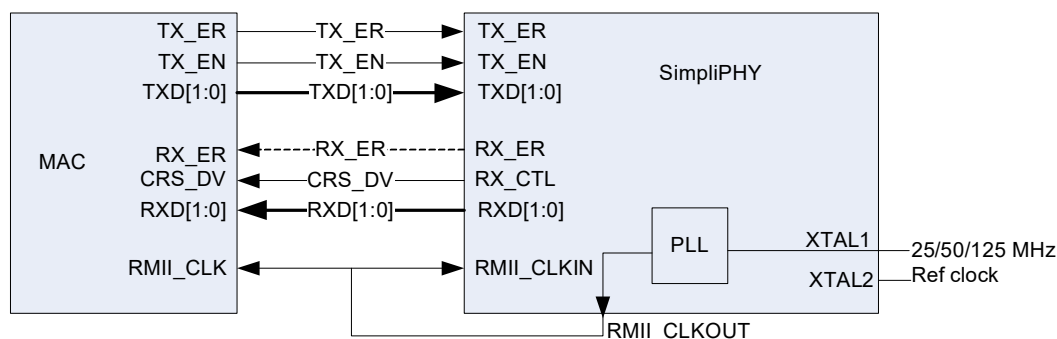 TX_ER TX_ER TX_ER
TX_EN TX_EN TX_EN
SimpliPHY
TXD[1:0] TXD[1:0] TXD[1:0]
MAC
RX_ER RX_ER RX_ER
CRS_DV CRS_DV RX_CTL
RXD[1:0] RXD[1:0] RXD[1:0]
PLL
XTAL1
25/50/125 MHz
RMII_CLK RMII_CLKIN
XTAL2
Ref clock
RMII_CLKOUT